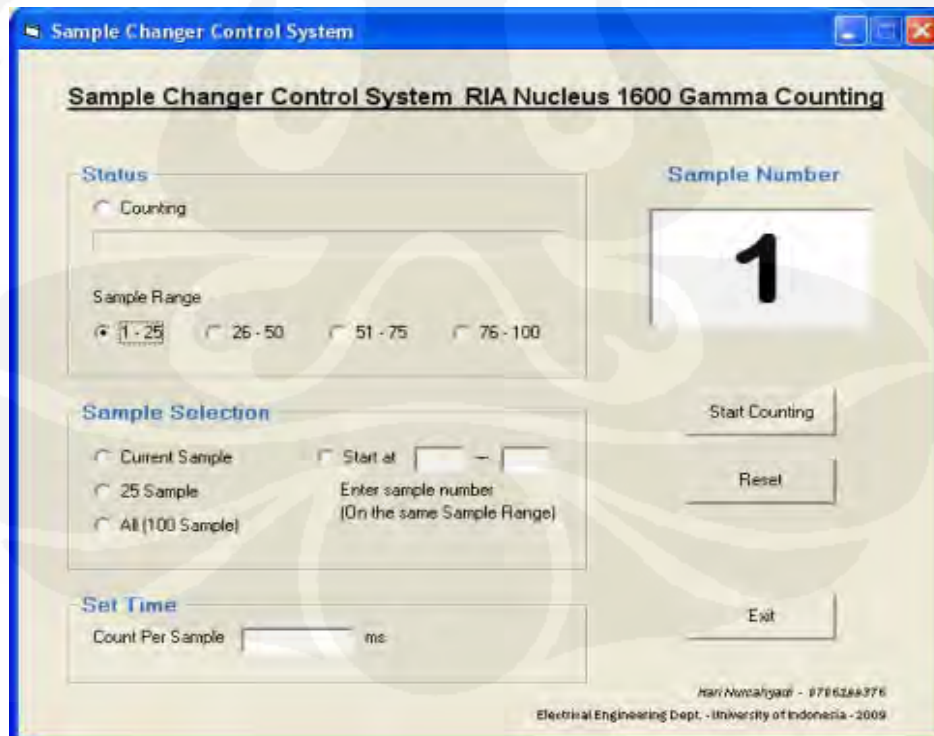 Sample Changer Control System
Sample Changer Control System RIA Nucleus 1600 Gamma Counting
Status
Counting
Sample Range
1 - 25
26 - 50
51 - 75
76 - 100
Sample Number
1
Sample Selection
Current Sample
25 Sample
All (100 Sample)
Start at
--
Enter sample number
(On the same Sample Range)
Start Counting
Reset
Set Time
Count Per Sample
ms
Exit
Hari
Electrical Engineering Dept. - University of Indonesia - 2009